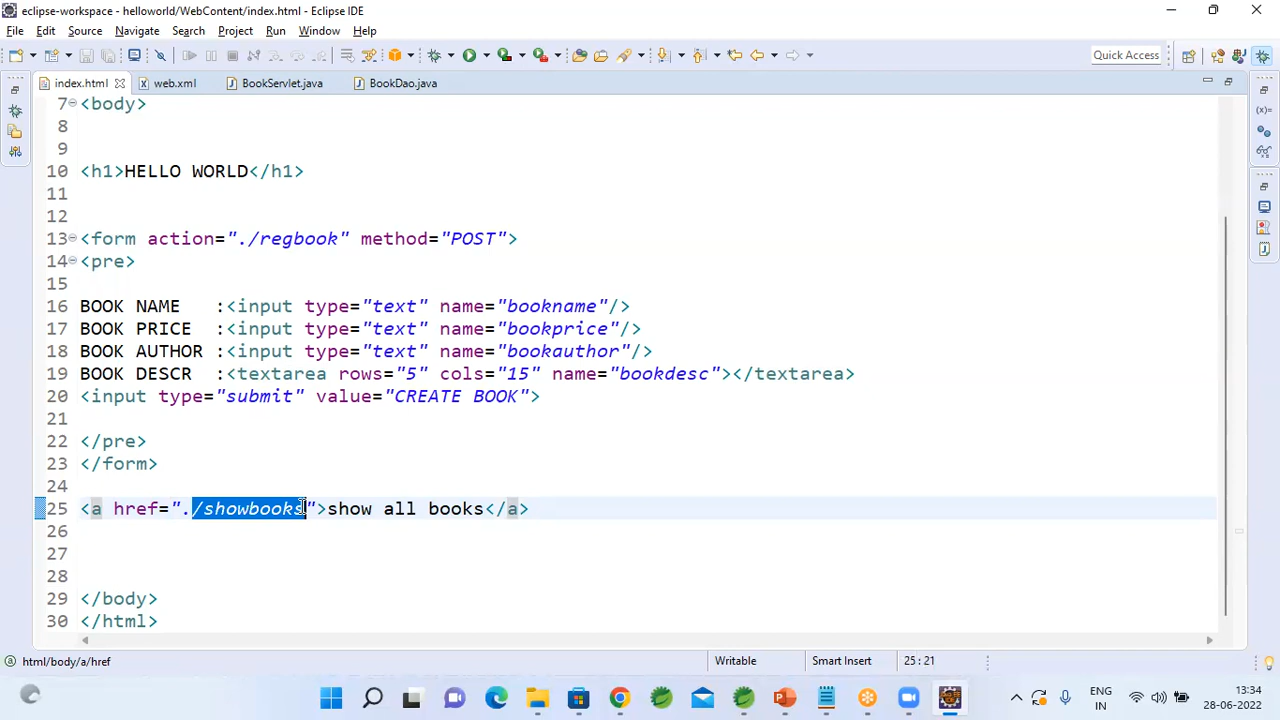 eclipse-workspace - helloworld/WebContent/index.html - Eclipse IDE
File Edit Source Navigate Search Project Run Window Help
Quick Access
index.html web.xml BookServlet.java BookDao.java
7 <body>
8
9
10 <h1>HELLO WORLD</h1>
11
12
13 <form action="./regbook" method="POST">
14 <pre>
15
16 BOOK NAME   :<input type="text" name="bookname"/>
17 BOOK PRICE  :<input type="text" name="bookprice"/>
18 BOOK AUTHOR :<input type="text" name="bookauthor"/>
19 BOOK DESCR  :<textarea rows="5" cols="15" name="bookdesc"></textarea>
20 <input type="submit" value="CREATE BOOK">
21
22 </pre>
23 </form>
24
25 <a href="./showbooks">show all books</a>
26
27
28
29 </body>
30 </html>
html/body/a/href Writable Smart Insert 25 : 21
ENG 13:34
IN 28-06-2022